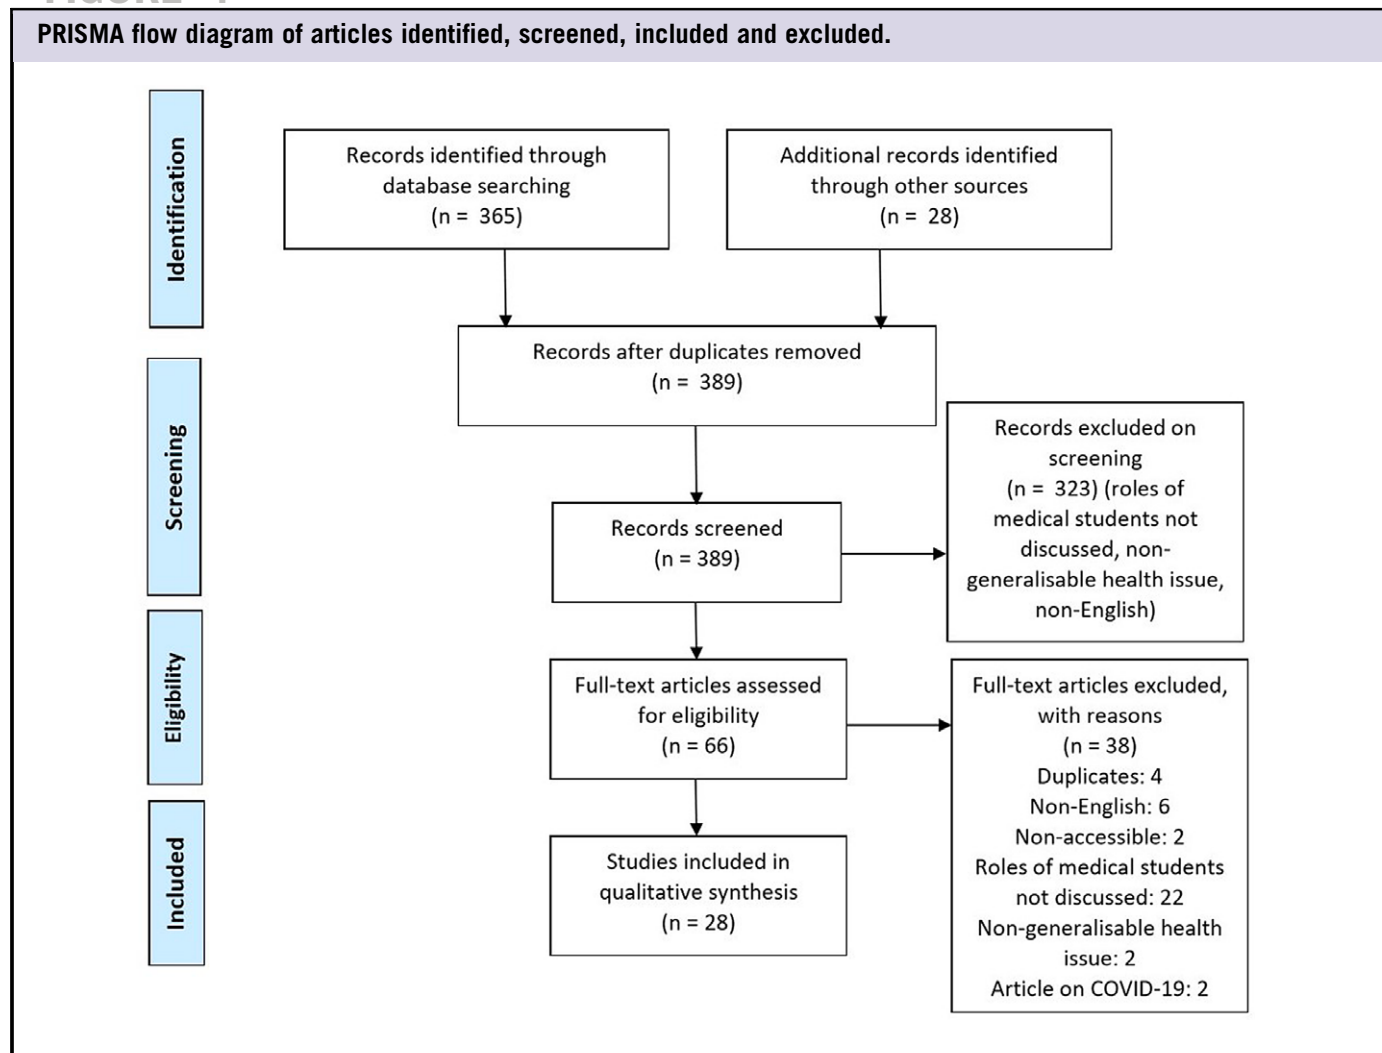 PRISMA flow diagram of articles identified, screened, included and excluded.
Identification
Records identified through
database searching
(n = 365)
Additional records identified
through other sources
(n = 28)
Records after duplicates removed
(n = 389)
Screening
Records screened
(n = 389)
Records excluded on
screening
(n = 323) (roles of
medical students not
discussed, non-
generalisable health issue,
non-English)
Eligibility
Full-text articles assessed
for eligibility
(n = 66)
Full-text articles excluded,
with reasons
(n = 38)
Duplicates: 4
Non-English: 6
Non-accessible: 2
Roles of medical students
not discussed: 22
Non-generalisable health
issue: 2
Article on COVID-19: 2
Included
Studies included in
qualitative synthesis
(n = 28)